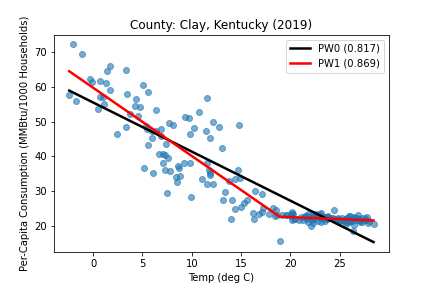 County: Clay, Kentucky (2019)
PW0 (0.817)
PW1 (0.869)
Per-Capita Consumption (MMBtu/1000 Households)
70
60
50
40
30
20
0 5 10 15 20 25
Temp (deg C)